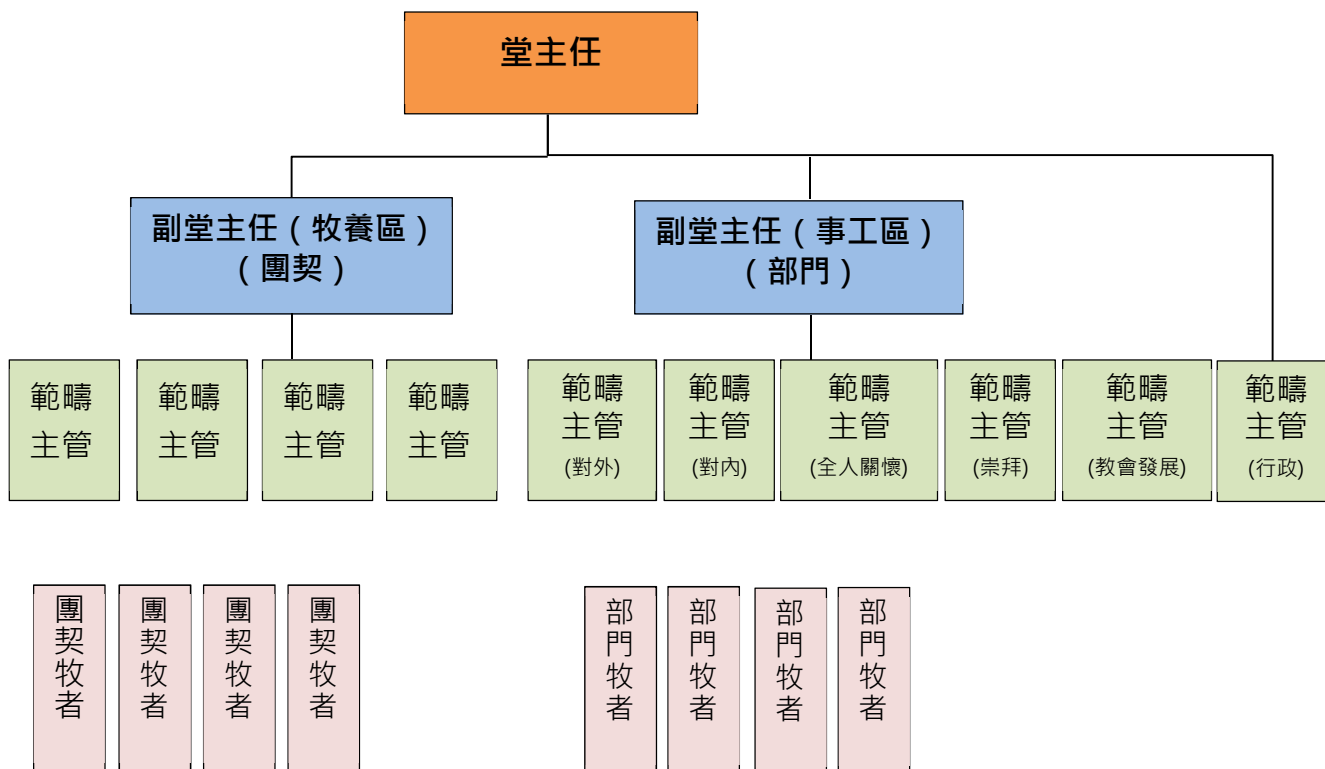 堂主任
副堂主任（牧養區）
（團契）
副堂主任（事工區）
（部門）
範疇
主管
範疇
主管
範疇
主管
範疇
主管
範疇
主管
(對外)
範疇
主管
(對內)
範疇
主管
(全人關懷)
範疇
主管
(崇拜)
範疇
主管
(教會發展)
範疇
主管
(行政)
團契牧者
團契牧者
團契牧者
團契牧者
部門牧者
部門牧者
部門牧者
部門牧者